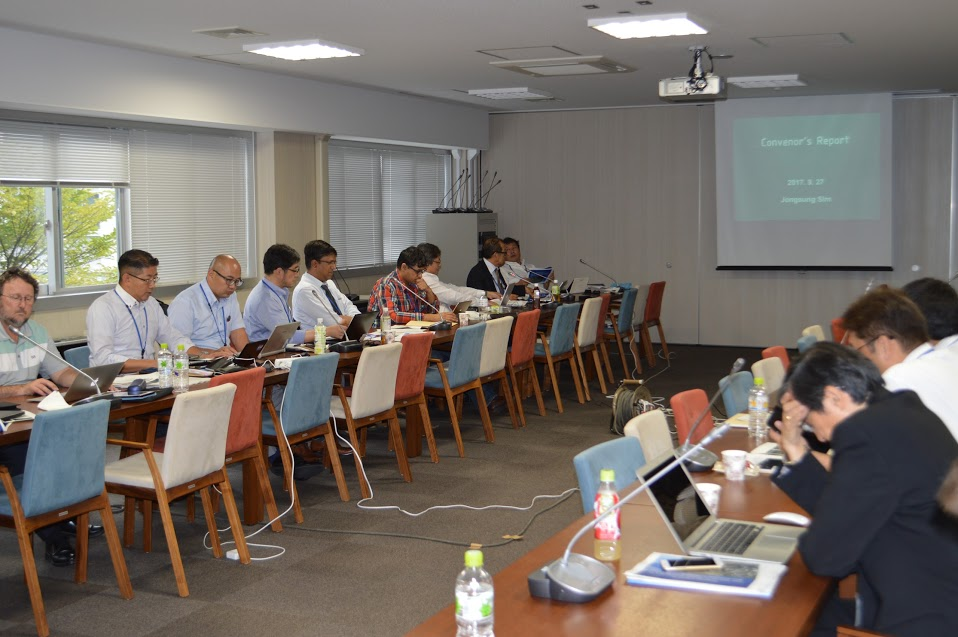 Convenor's Report
2017. 9. 27
Jongsung Sim